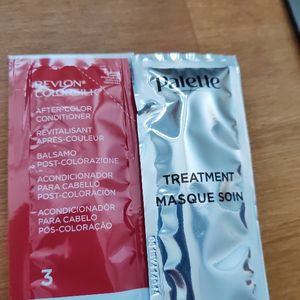 REVLON®
COLORSILK
AFTER-COLOR
CONDITIONER
REVITALISANT
APRÈS-COULEUR
BALSAMO
POST-COLORAZIONE
ACONDICIONADOR
PARA CABELLO
POST-COLORACIÓN
ACONDICIONADOR
PARA CABELO
PÓS-COLORAÇÃO
3
Palette
TREATMENT
MASQUE SOIN